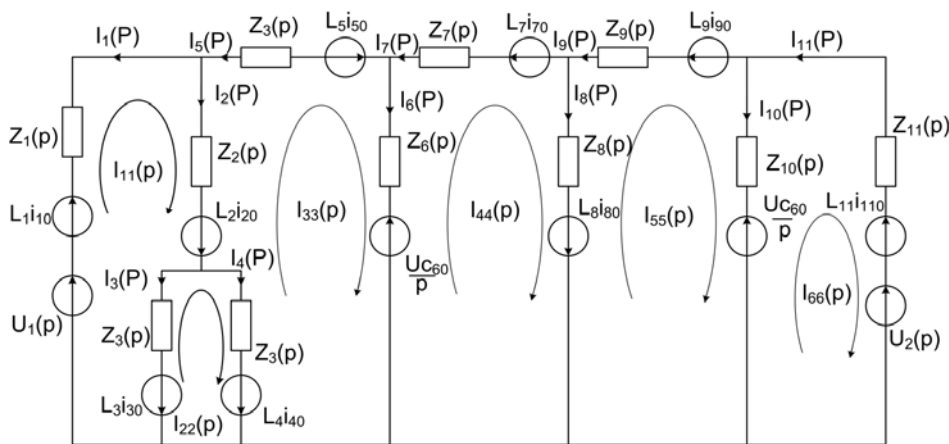 L₅i₅₀
L₇i₇₀
L₉i₉₀
I₁(P)
I₅(P)
Z₃(p)
I₇(P)
Z₇(p)
I₉(P)
Z₉(p)
I₁₁(P)
I₂(P)
I₆(P)
I₈(P)
I₁₀(P)
Z₁(p)
I₁₁(p)
Z₂(p)
Z₆(p)
Z₈(p)
Z₁₀(p)
Z₁₁(p)
L₁i₁₀
L₂i₂₀
I₃₃(p)
I₄₄(p)
L₈i₈₀
I₅₅(p)
Uc₆₀
p
L₁₁i₁₁₀
Uc₆₀
p
I₃(P)
I₄(P)
I₆₆(p)
U₁(p)
Z₃(p)
Z₃(p)
U₂(p)
L₃i₃₀
I₂₂(p)
L₄i₄₀